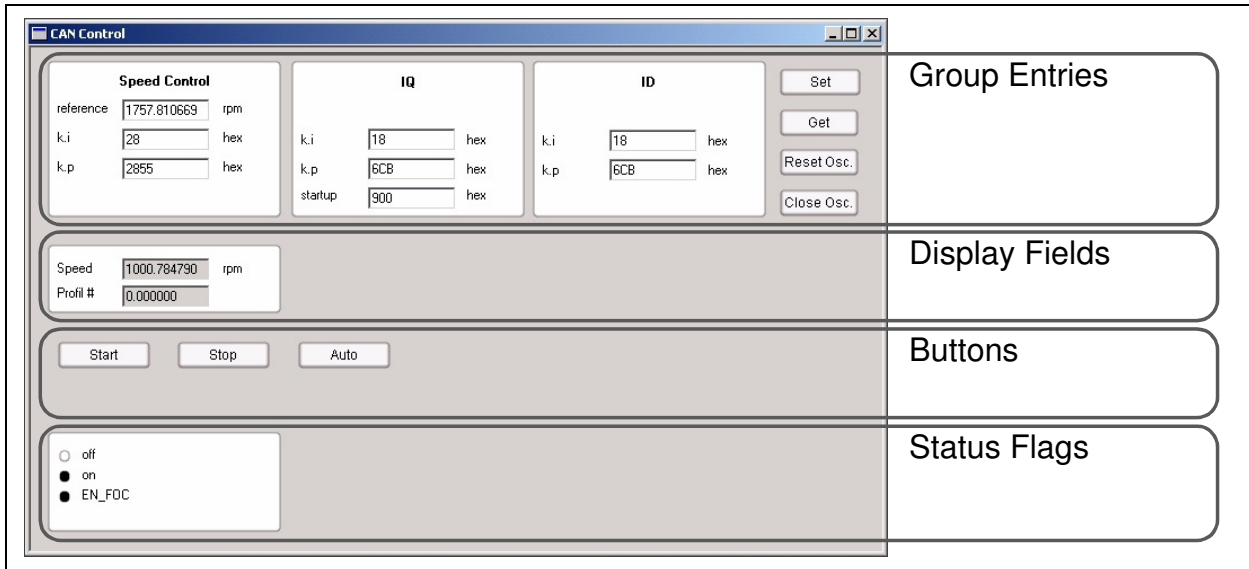 CAN Control
Group Entries
Speed Control
reference 1757.810669 rpm
k.i 28 hex
k.p 2855 hex
IQ
k.i 18 hex
k.p 6CB hex
startup 900 hex
ID
k.i 18 hex
k.p 6CB hex
Set
Get
Reset Osc.
Close Osc.
Display Fields
Speed 1000.784790 rpm
Profil # 0.000000
Buttons
Start Stop Auto
Status Flags
off
on
EN_FOC